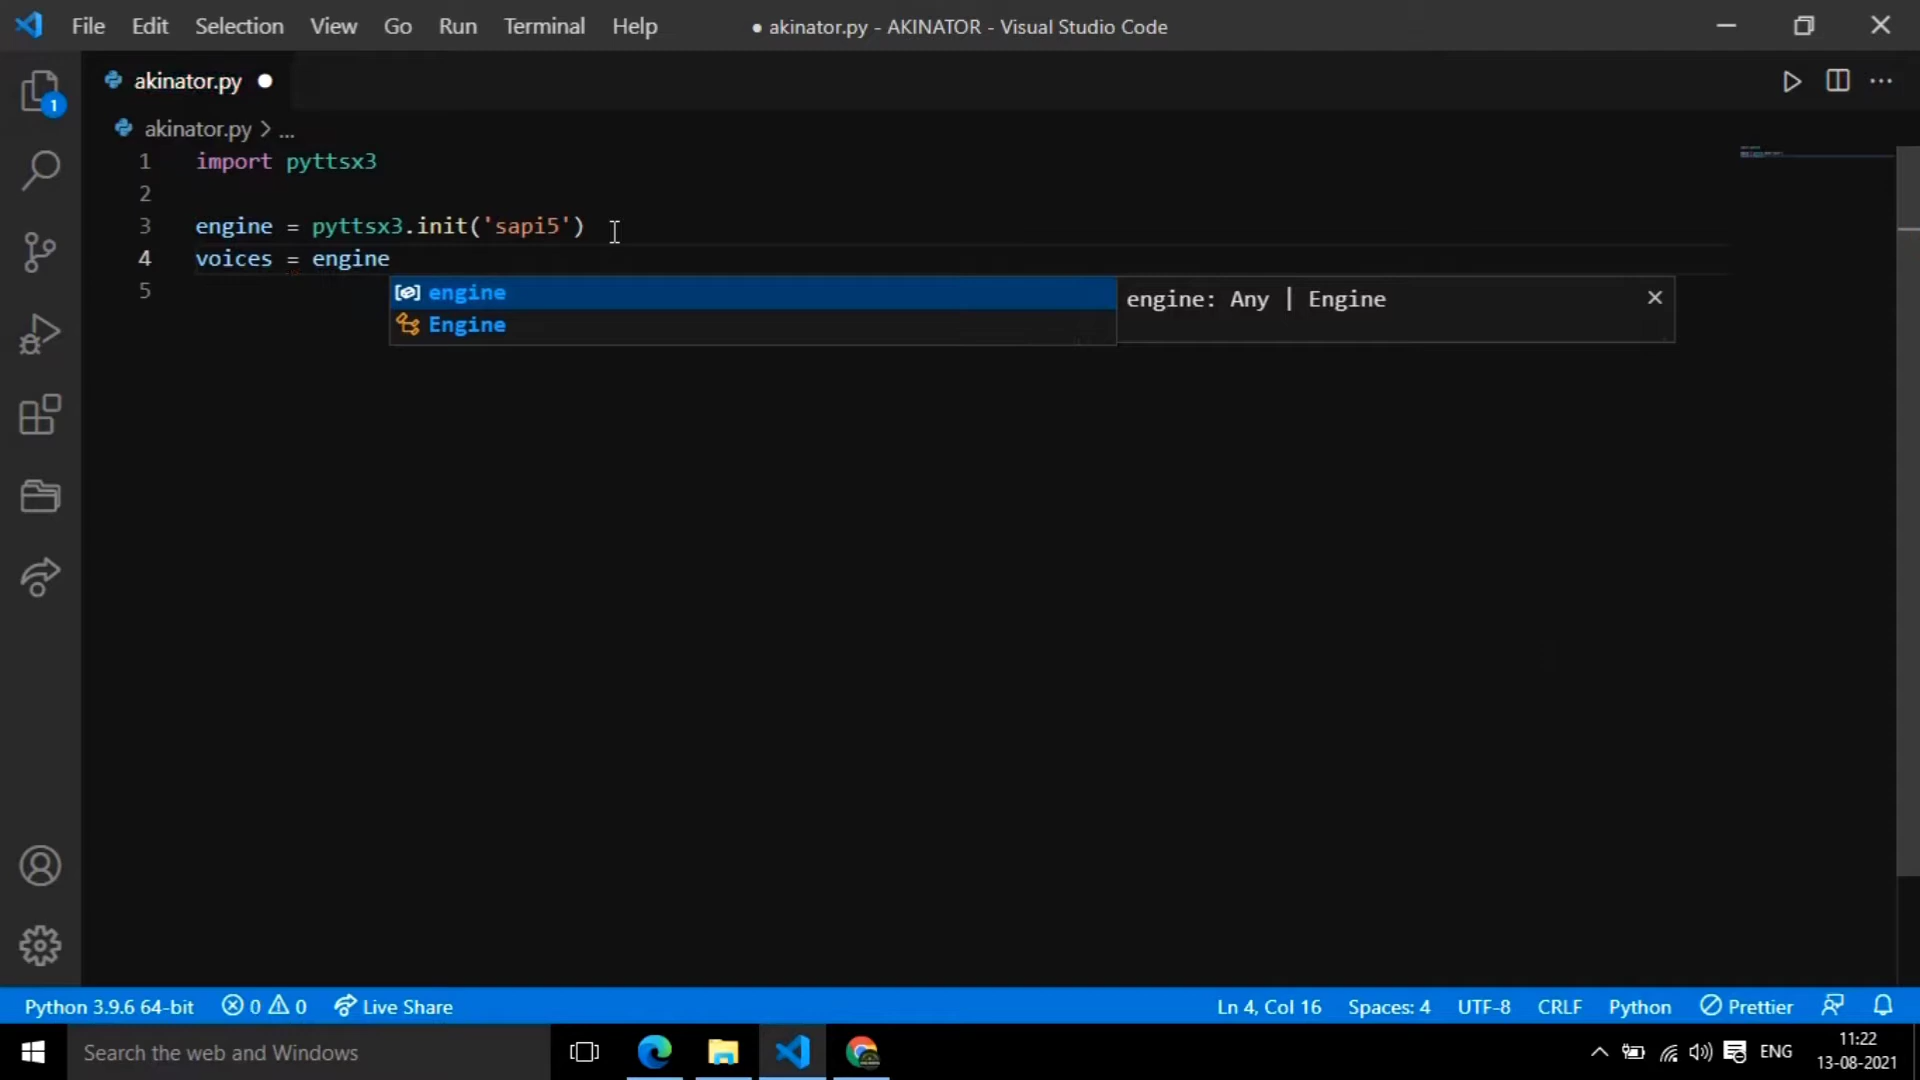 File Edit Selection View Go Run Terminal Help ● akinator.py - AKINATOR - Visual Studio Code
akinator.py
1
akinator.py > ...
1 import pyttsx3
2
3 engine = pyttsx3.init('sapi5')
4 voices = engine
5
engine
Engine
engine: Any | Engine
Python 3.9.6 64-bit 0 0 Live Share Ln 4, Col 16 Spaces: 4 UTF-8 CRLF Python Prettier
Search the web and Windows
ENG
11:22
13-08-2021